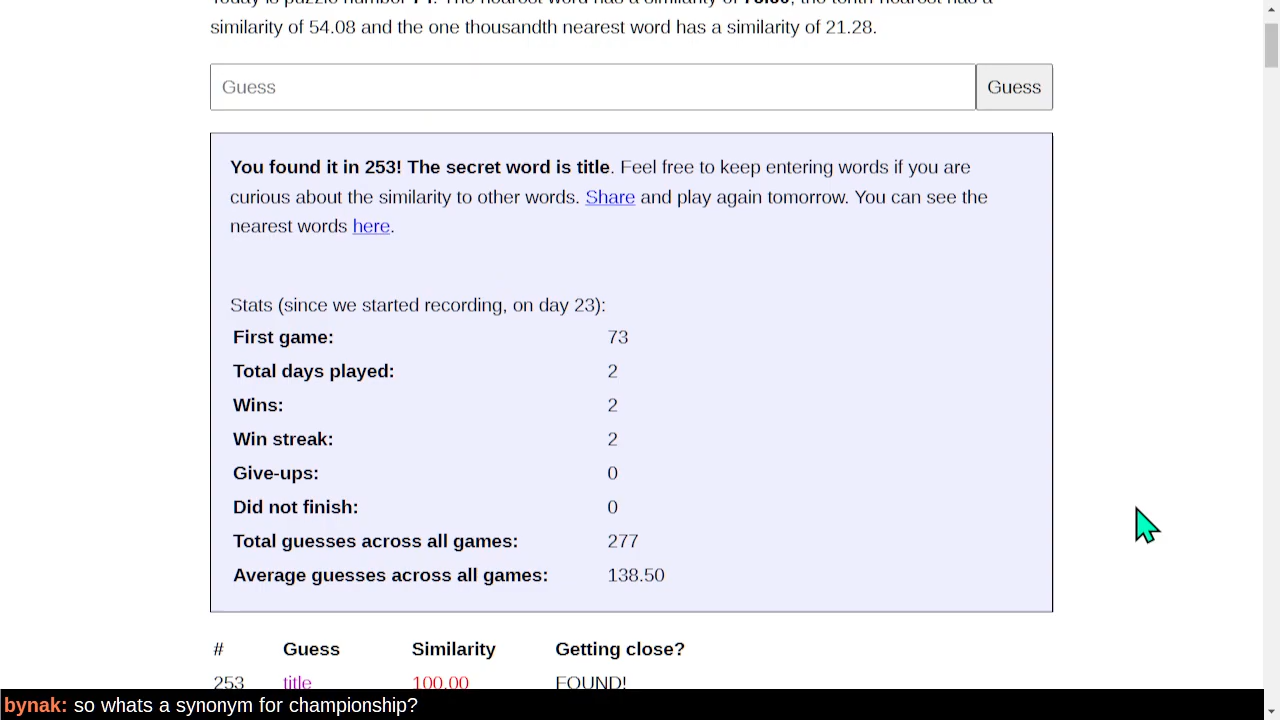 similarity of 54.08 and the one thousandth nearest word has a similarity of 21.28.
Guess Guess
You found it in 253! The secret word is title. Feel free to keep entering words if you are
curious about the similarity to other words. Share and play again tomorrow. You can see the
nearest words here.
Stats (since we started recording, on day 23):
First game: 73
Total days played: 2
Wins: 2
Win streak: 2
Give-ups: 0
Did not finish: 0
Total guesses across all games: 277
Average guesses across all games: 138.50
# Guess Similarity Getting close?
253 title 100.00 FOUND!
bynak: so whats a synonym for championship?